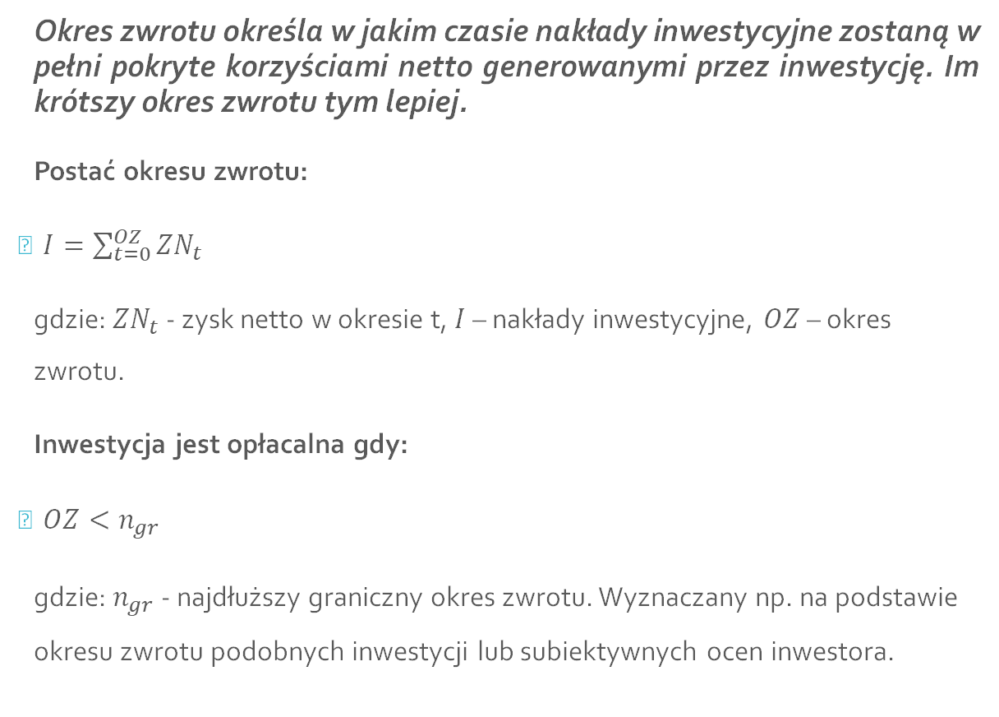 Okres zwrotu określa w jakim czasie nakłady inwestycyjne zostaną w
pełni pokryte korzyściami netto generowanymi przez inwestycję. Im
krótszy okres zwrotu tym lepiej.
Postać okresu zwrotu:
𝐼 = ∑_{𝑡=0}^{𝑂𝑍} 𝑍𝑁_𝑡
gdzie: 𝑍𝑁_𝑡 - zysk netto w okresie t, 𝐼 – nakłady inwestycyjne, 𝑂𝑍 – okres
zwrotu.
Inwestycja jest opłacalna gdy:
𝑂𝑍 < 𝑛_{𝑔𝑟}
gdzie: 𝑛_{𝑔𝑟} - najdłuższy graniczny okres zwrotu. Wyznaczany np. na podstawie
okresu zwrotu podobnych inwestycji lub subiektywnych ocen inwestora.